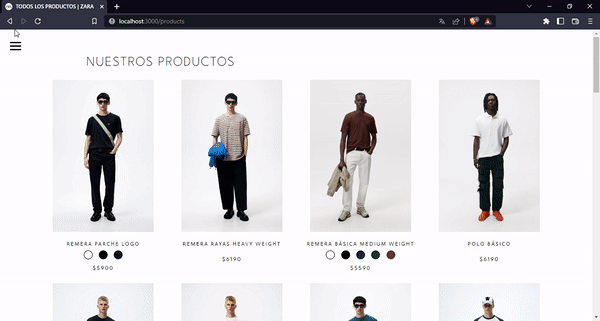 TODOS LOS PRODUCTOS | ZARA
localhost:3000/products
NUESTROS PRODUCTOS
REMERA PARCHE LOGO
$5900
REMERA RAYAS HEAVY WEIGHT
$6190
REMERA BÁSICA MEDIUM WEIGHT
$5590
POLO BÁSICO
$6190